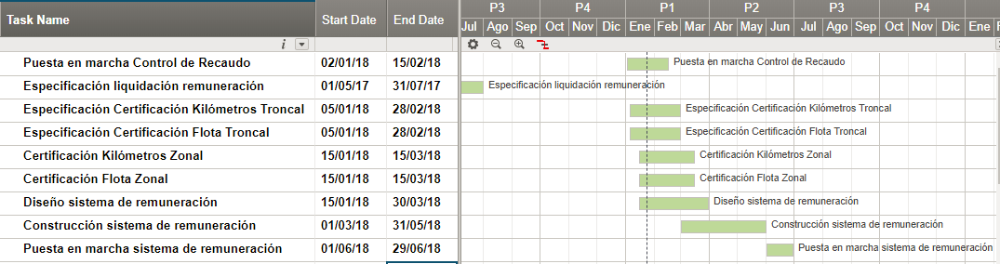 Task Name Start Date End Date P3 P4 P1 P2 P3 P4
Jul Ago Sep Oct Nov Dic Ene Feb Mar Abr May Jun Jul Ago Sep Oct Nov Dic Ene F
i
Puesta en marcha Control de Recaudo 02/01/18 15/02/18 Puesta en marcha Control de Recaudo
Especificación liquidación remuneración 01/05/17 31/07/17 Especificación liquidación remuneración
Especificación Certificación Kilómetros Troncal 05/01/18 28/02/18 Especificación Certificación Kilómetros Troncal
Especificación Certificación Flota Troncal 05/01/18 28/02/18 Especificación Certificación Flota Troncal
Certificación Kilómetros Zonal 15/01/18 15/03/18 Certificación Kilómetros Zonal
Certificación Flota Zonal 15/01/18 15/03/18 Certificación Flota Zonal
Diseño sistema de remuneración 15/01/18 30/03/18 Diseño sistema de remuneración
Construcción sistema de remuneración 01/03/18 31/05/18 Construcción sistema de remuneración
Puesta en marcha sistema de remuneración 01/06/18 29/06/18 Puesta en marcha sistema de remuneración